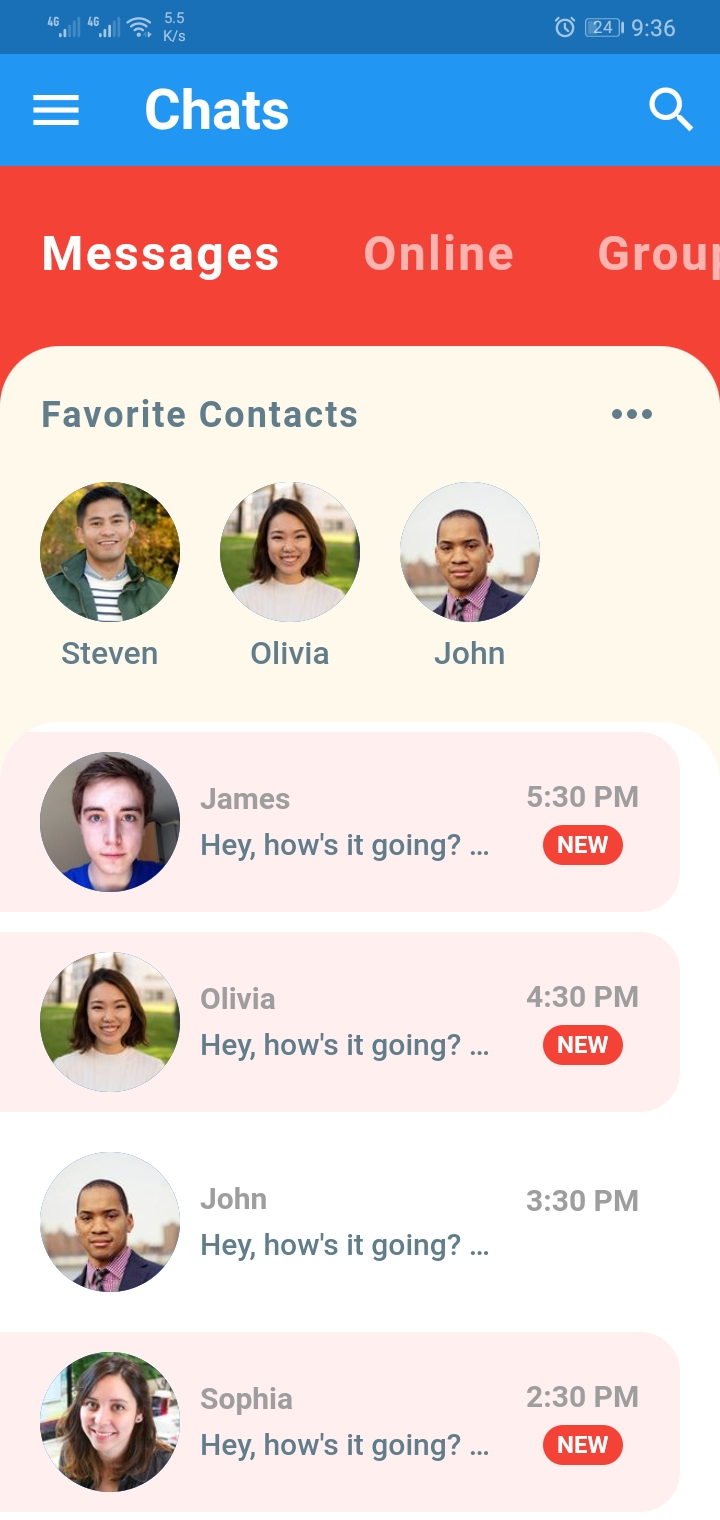 4G 4G 5.5 K/s 24 9:36
Chats
Messages Online Group
Favorite Contacts
Steven Olivia John
James 5:30 PM
Hey, how's it going? ... NEW
Olivia 4:30 PM
Hey, how's it going? ... NEW
John 3:30 PM
Hey, how's it going? ...
Sophia 2:30 PM
Hey, how's it going? ... NEW